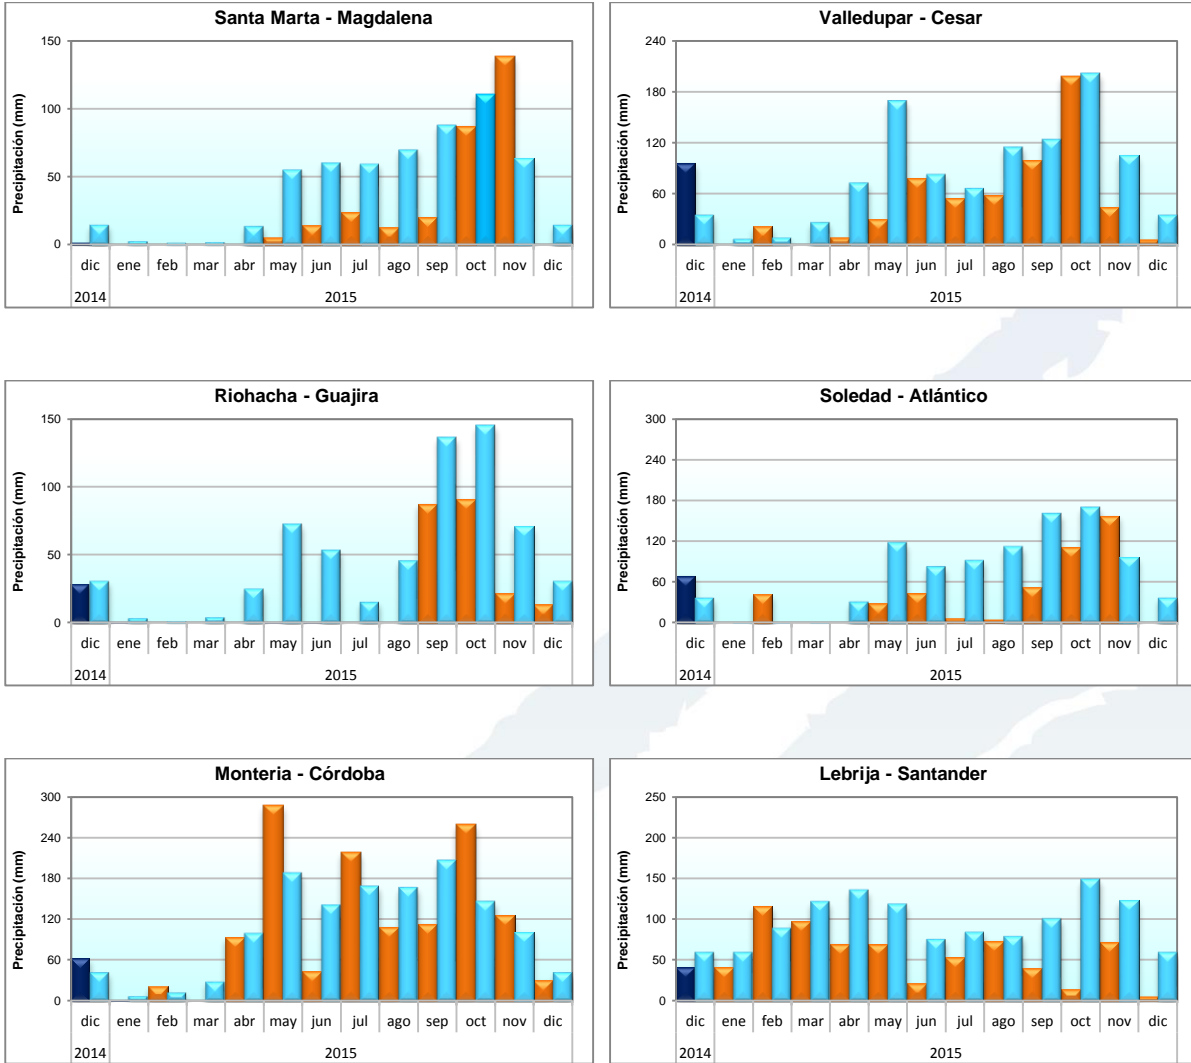 Santa Marta - Magdalena
Precipitación (mm)
150
100
50
0
dic ene feb mar abr may jun jul ago sep oct nov dic
2014 2015
Valledupar - Cesar
Precipitación (mm)
240
180
120
60
0
dic ene feb mar abr may jun jul ago sep oct nov dic
2014 2015
Riohacha - Guajira
Precipitación (mm)
150
100
50
0
dic ene feb mar abr may jun jul ago sep oct nov dic
2014 2015
Soledad - Atlántico
Precipitación (mm)
300
240
180
120
60
0
dic ene feb mar abr may jun jul ago sep oct nov dic
2014 2015
Monteria - Córdoba
Precipitación (mm)
300
240
180
120
60
0
dic ene feb mar abr may jun jul ago sep oct nov dic
2014 2015
Lebrija - Santander
Precipitación (mm)
250
200
150
100
50
0
dic ene feb mar abr may jun jul ago sep oct nov dic
2014 2015